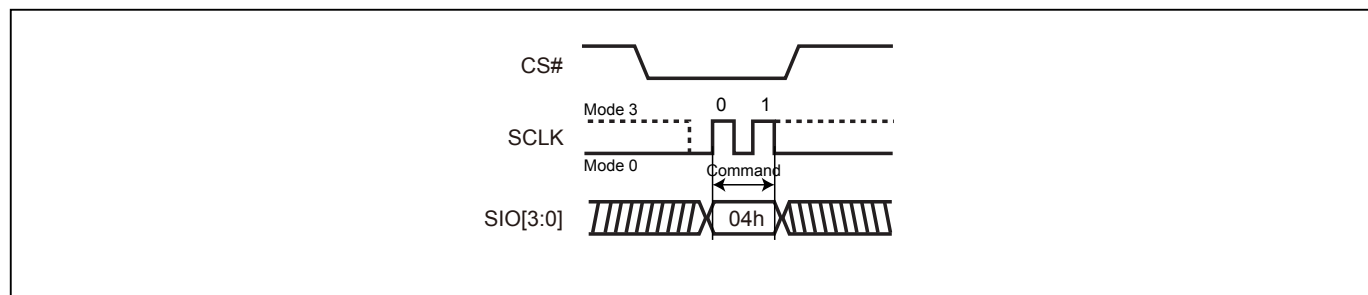 CS#
Mode 3
0 1
SCLK
Mode 0
Command
SIO[3:0]
04h